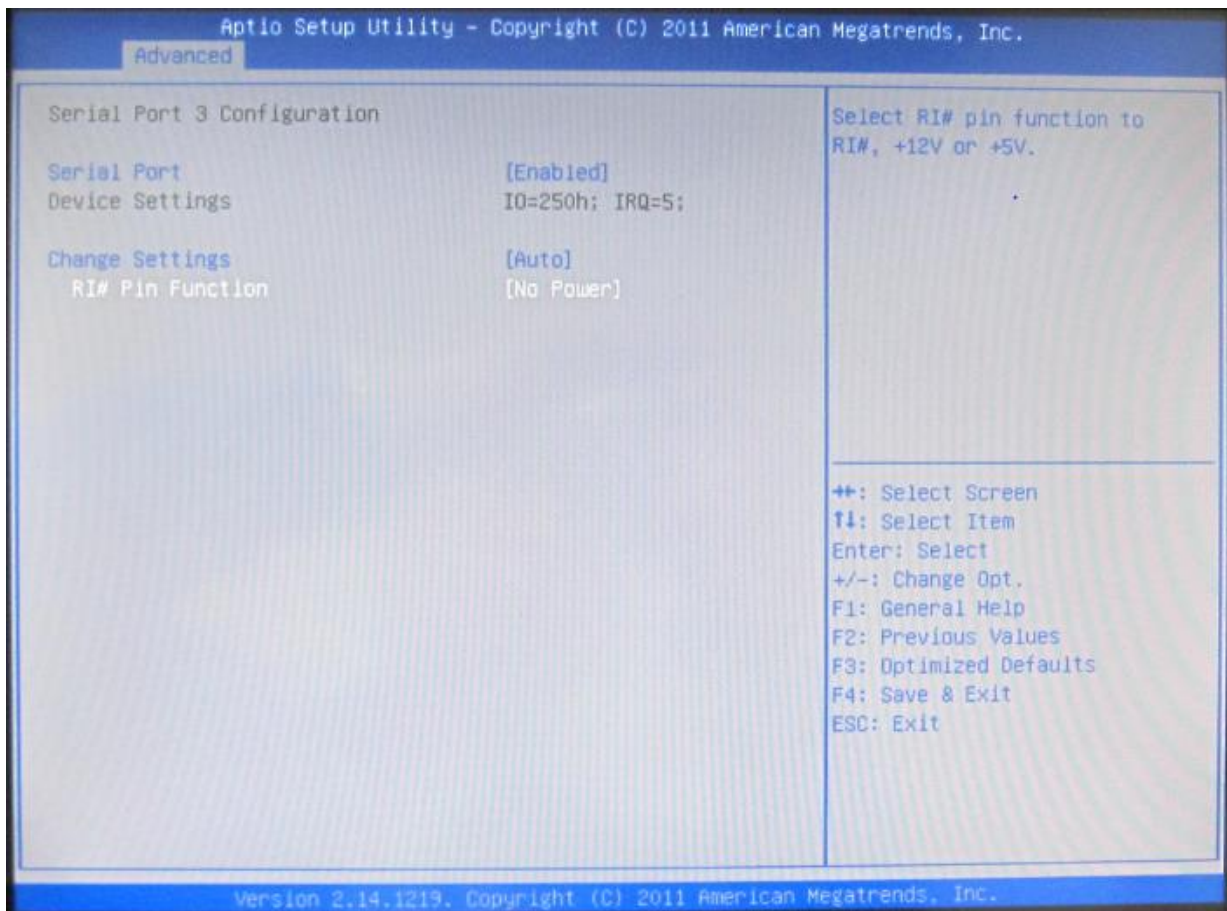 Aptio Setup Utility – Copyright (C) 2011 American Megatrends, Inc.
Advanced
Serial Port 3 Configuration
Serial Port [Enabled]
Device Settings IO=250h; IRQ=5;
Change Settings [Auto]
RI# Pin Function [No Power]
Select RI# pin function to
RI#, +12V or +5V.
→←: Select Screen
↑↓: Select Item
Enter: Select
+/-: Change Opt.
F1: General Help
F2: Previous Values
F3: Optimized Defaults
F4: Save & Exit
ESC: Exit
Version 2.14.1219. Copyright (C) 2011 American Megatrends, Inc.